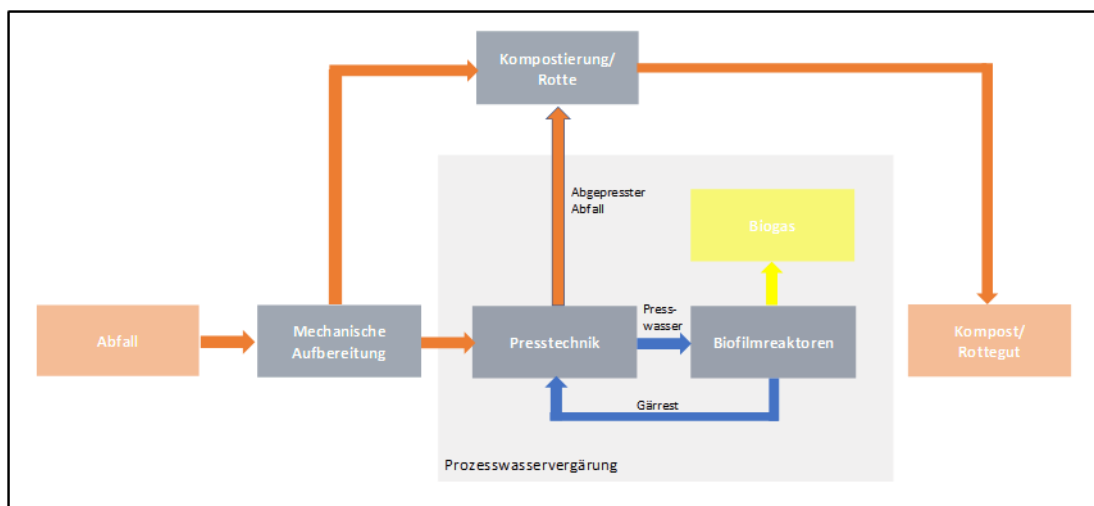 Kompostierung/
Rotte
Abgepresster
Abfall
Biogas
Abfall
Mechanische
Aufbereitung
Presstechnik
Press-
wasser
Biofilmreaktoren
Kompost/
Rottegut
Gärrest
Prozesswasservergärung